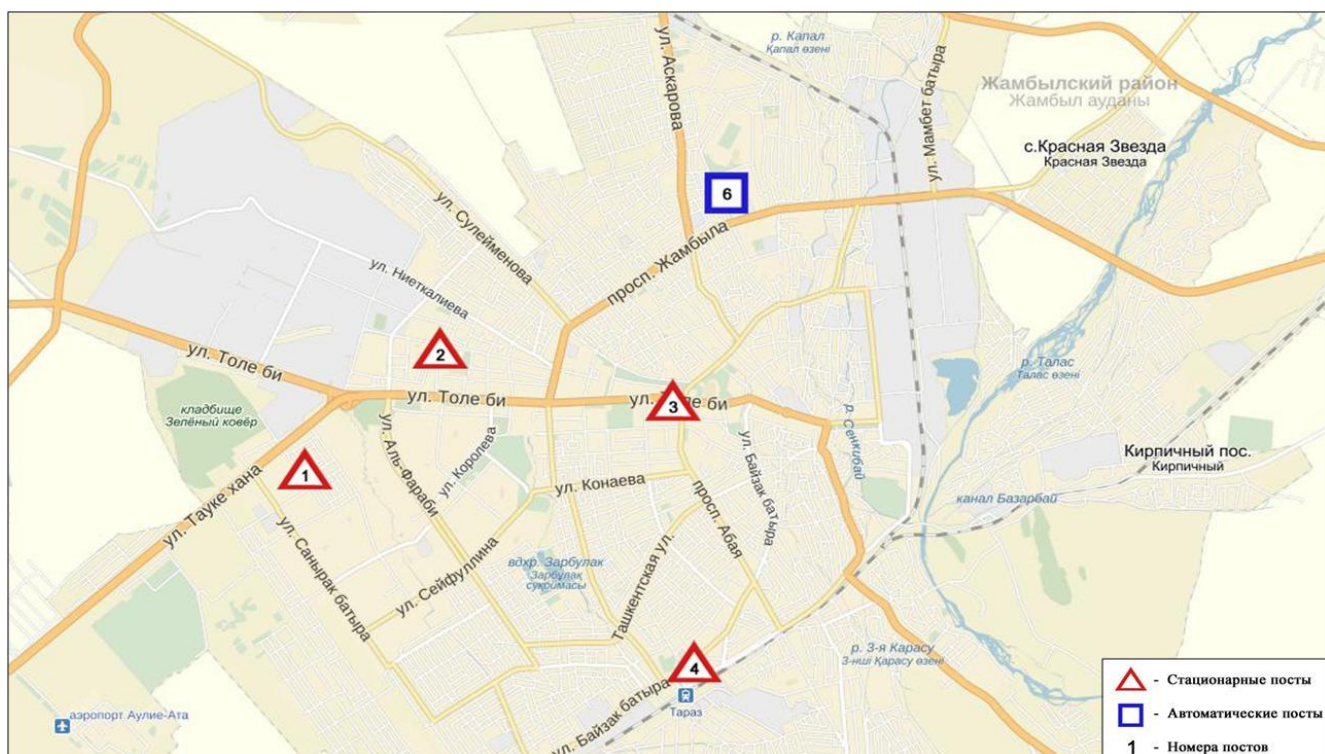 р. Капал
Қапал өзені
ул. Аскарова
ул. Мамбет батыра
Жамбылский район
Жамбыл ауданы
с.Красная Звезда
Красная Звезда
6
ул. Сулейменова
просп. Жамбыла
ул. Ниеткалиева
ул. Толе би
2
р. Талас
Талас өзені
кладбище
Зелёный ковёр
ул. Толе би
ул. Толе би
3
ул. Аль-Фараби
ул. Королева
ул. Байзак батыра
р. Сенкибай
Кирпичный пос.
Кирпичный
1
ул. Тауке хана
ул. Конаева
просп. Абая
канал Базарбай
ул. Санырак батыра
ул. Сейфуллина
вдхр. Зарбулак
Зарбұлақ
суқоймасы
Ташкентская ул.
4
р. 3-я Карасу
3-нші Қарасу өзені
ул. Байзак батыра
Тараз
аэропорт Аулие-Ата
- Стационарные посты
- Автоматические посты
1 - Номера постов